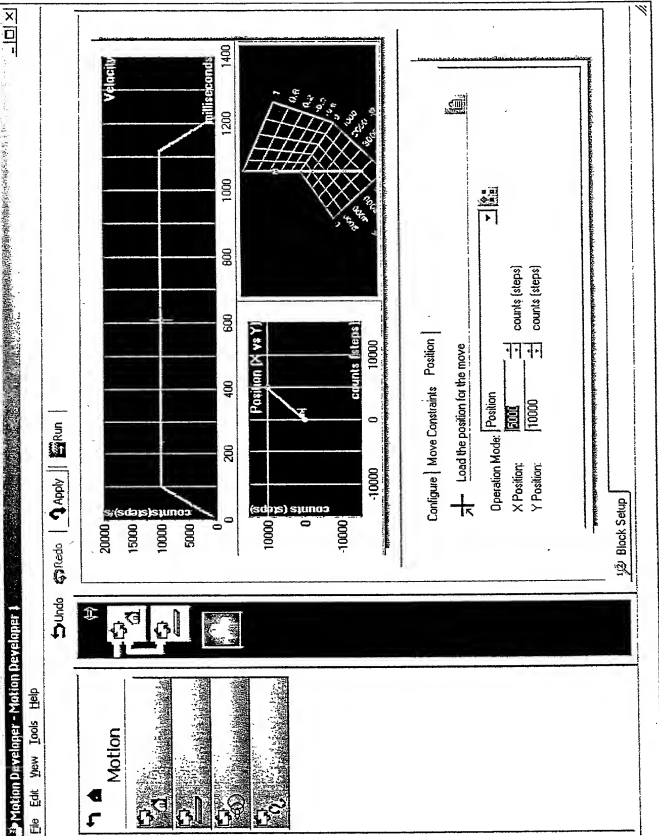 Motion Developer - Motion Developer 1
File Edit View Tools Help
Undo Redo Apply Run
Motion
Velocity
counts(steps)/s
20000
15000
10000
5000
0
0 200 400 600 800 1000 1200 1400
milliseconds
Position (X vs Y)
counts (steps)
10000
0
-10000
-10000 0 10000
counts (steps)
Configure Move Constraints Position
Load the position for the move
Operation Mode: Position
X Position: 5000 counts (steps)
Y Position: 10000 counts (steps)
Block Setup